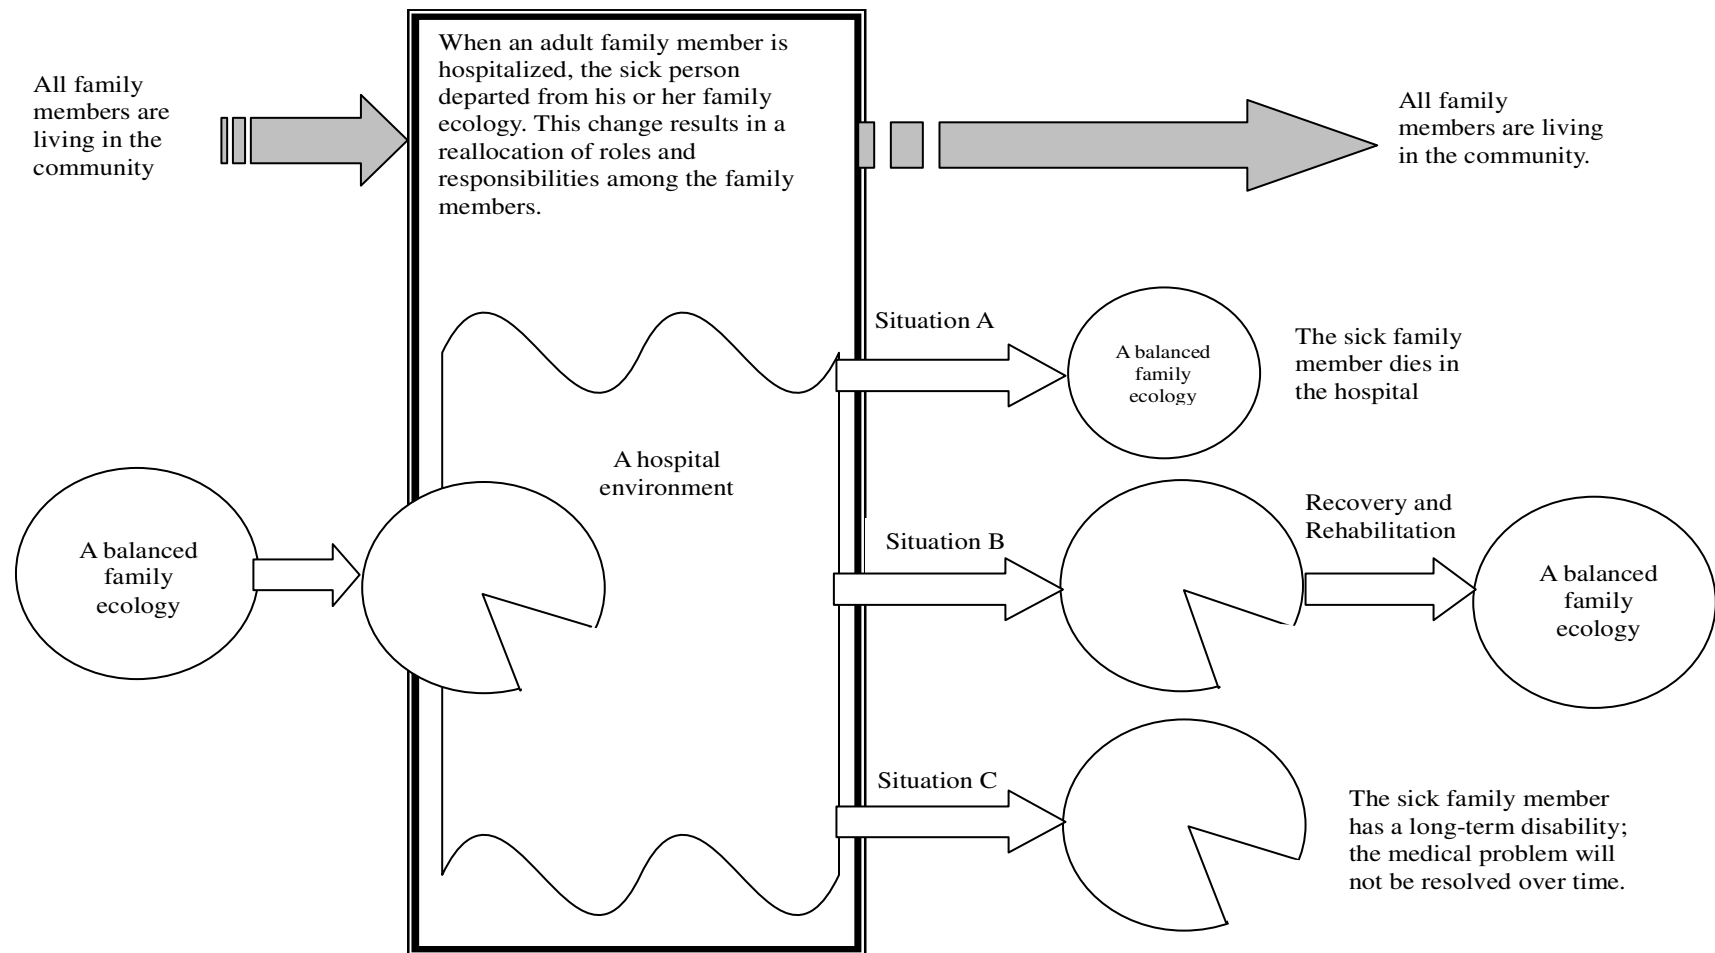 All family
members are
living in the
community
When an adult family member is
hospitalized, the sick person
departed from his or her family
ecology. This change results in a
reallocation of roles and
responsibilities among the family
members.
All family
members are living
in the community.
Situation A
A balanced
family
ecology
The sick family
member dies in
the hospital
A hospital
environment
A balanced
family
ecology
Situation B
Recovery and
Rehabilitation
A balanced
family
ecology
Situation C
The sick family member
has a long-term disability;
the medical problem will
not be resolved over time.